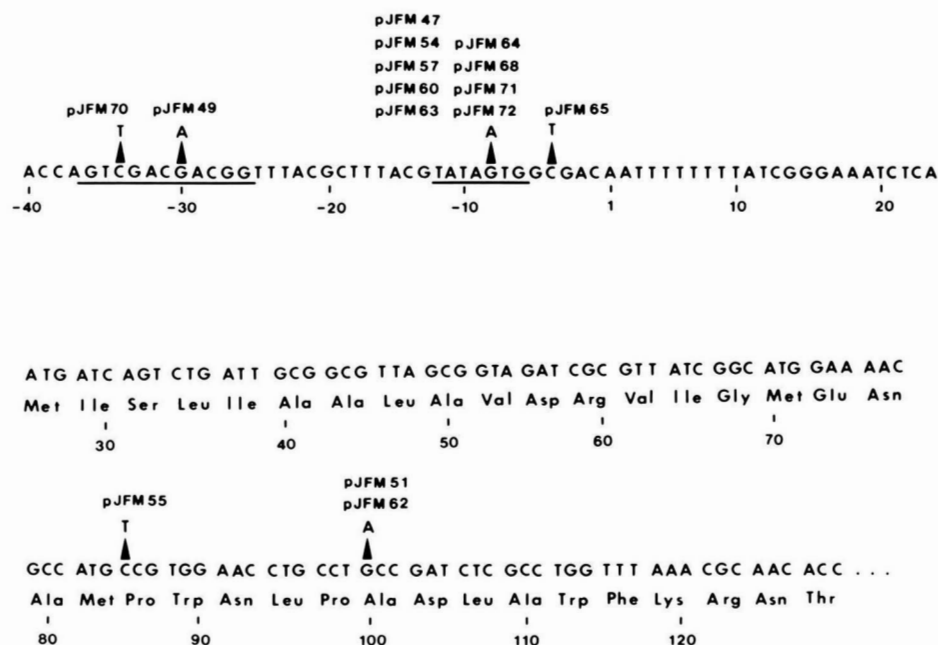 pJFM 47
pJFM 54 pJFM 64
pJFM 57 pJFM 68
pJFM 60 pJFM 71
pJFM 70 pJFM 49 pJFM 63 pJFM 72 pJFM 65
T A A T
ACCAGTCGACGACGGTTTACGCTTTACGTATAGTGGCGACAATTTTTTTTATCGGGAAATCTCA
-40 -30 -20 -10 1 10 20
ATG ATC AGT CTG ATT GCG GCG TTA GCG GTA GAT CGC GTT ATC GGC ATG GAA AAC
Met Ile Ser Leu Ile Ala Ala Leu Ala Val Asp Arg Val Ile Gly Met Glu Asn
30 40 50 60 70
pJFM 51
pJFM 55 pJFM 62
T A
GCC ATG CCG TGG AAC CTG CCT GCC GAT CTC GCC TGG TTT AAA CGC AAC ACC ...
Ala Met Pro Trp Asn Leu Pro Ala Asp Leu Ala Trp Phe Lys Arg Asn Thr
80 90 100 110 120